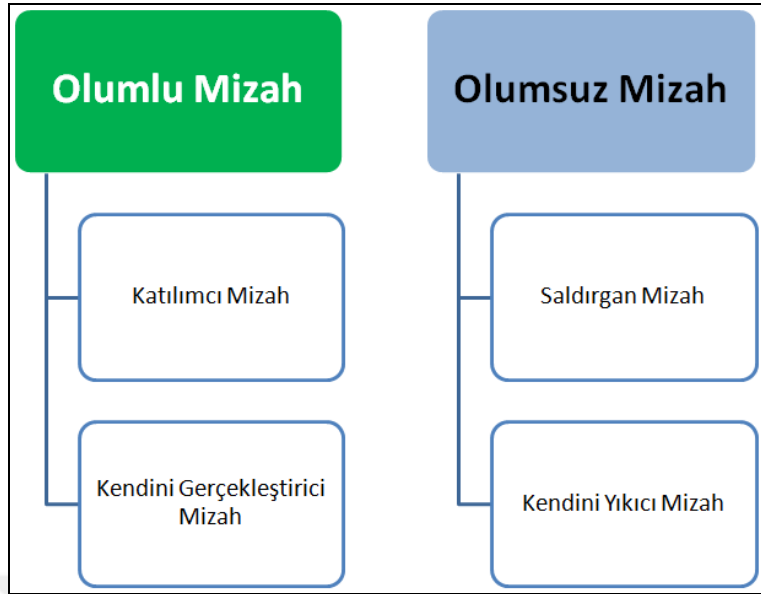 Olumlu Mizah
Katılımcı Mizah
Kendini Gerçekleştirici
Mizah
Olumsuz Mizah
Saldırgan Mizah
Kendini Yıkıcı Mizah